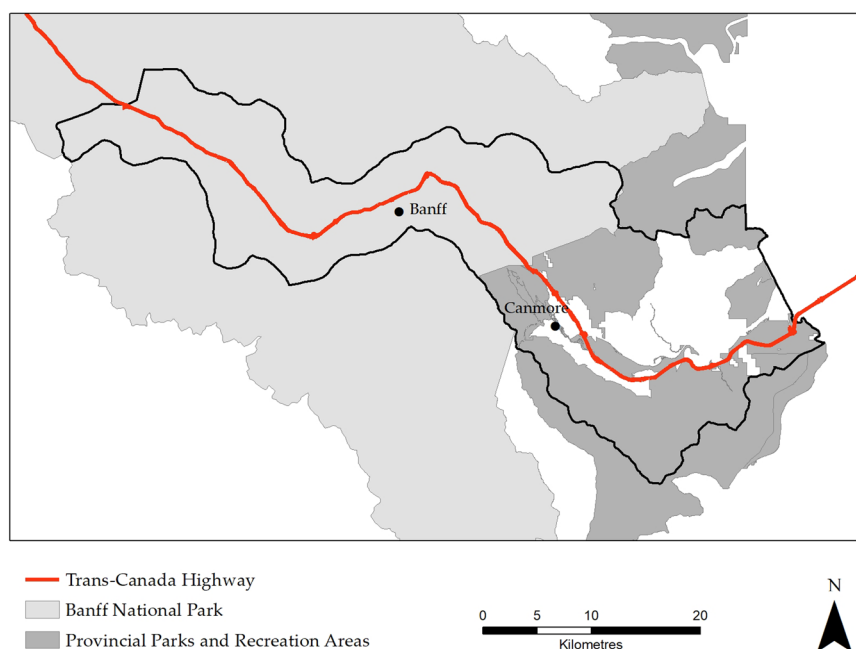 Banff
Canmore
Trans-Canada Highway
Banff National Park
Provincial Parks and Recreation Areas
0 5 10 20
Kilometres
N